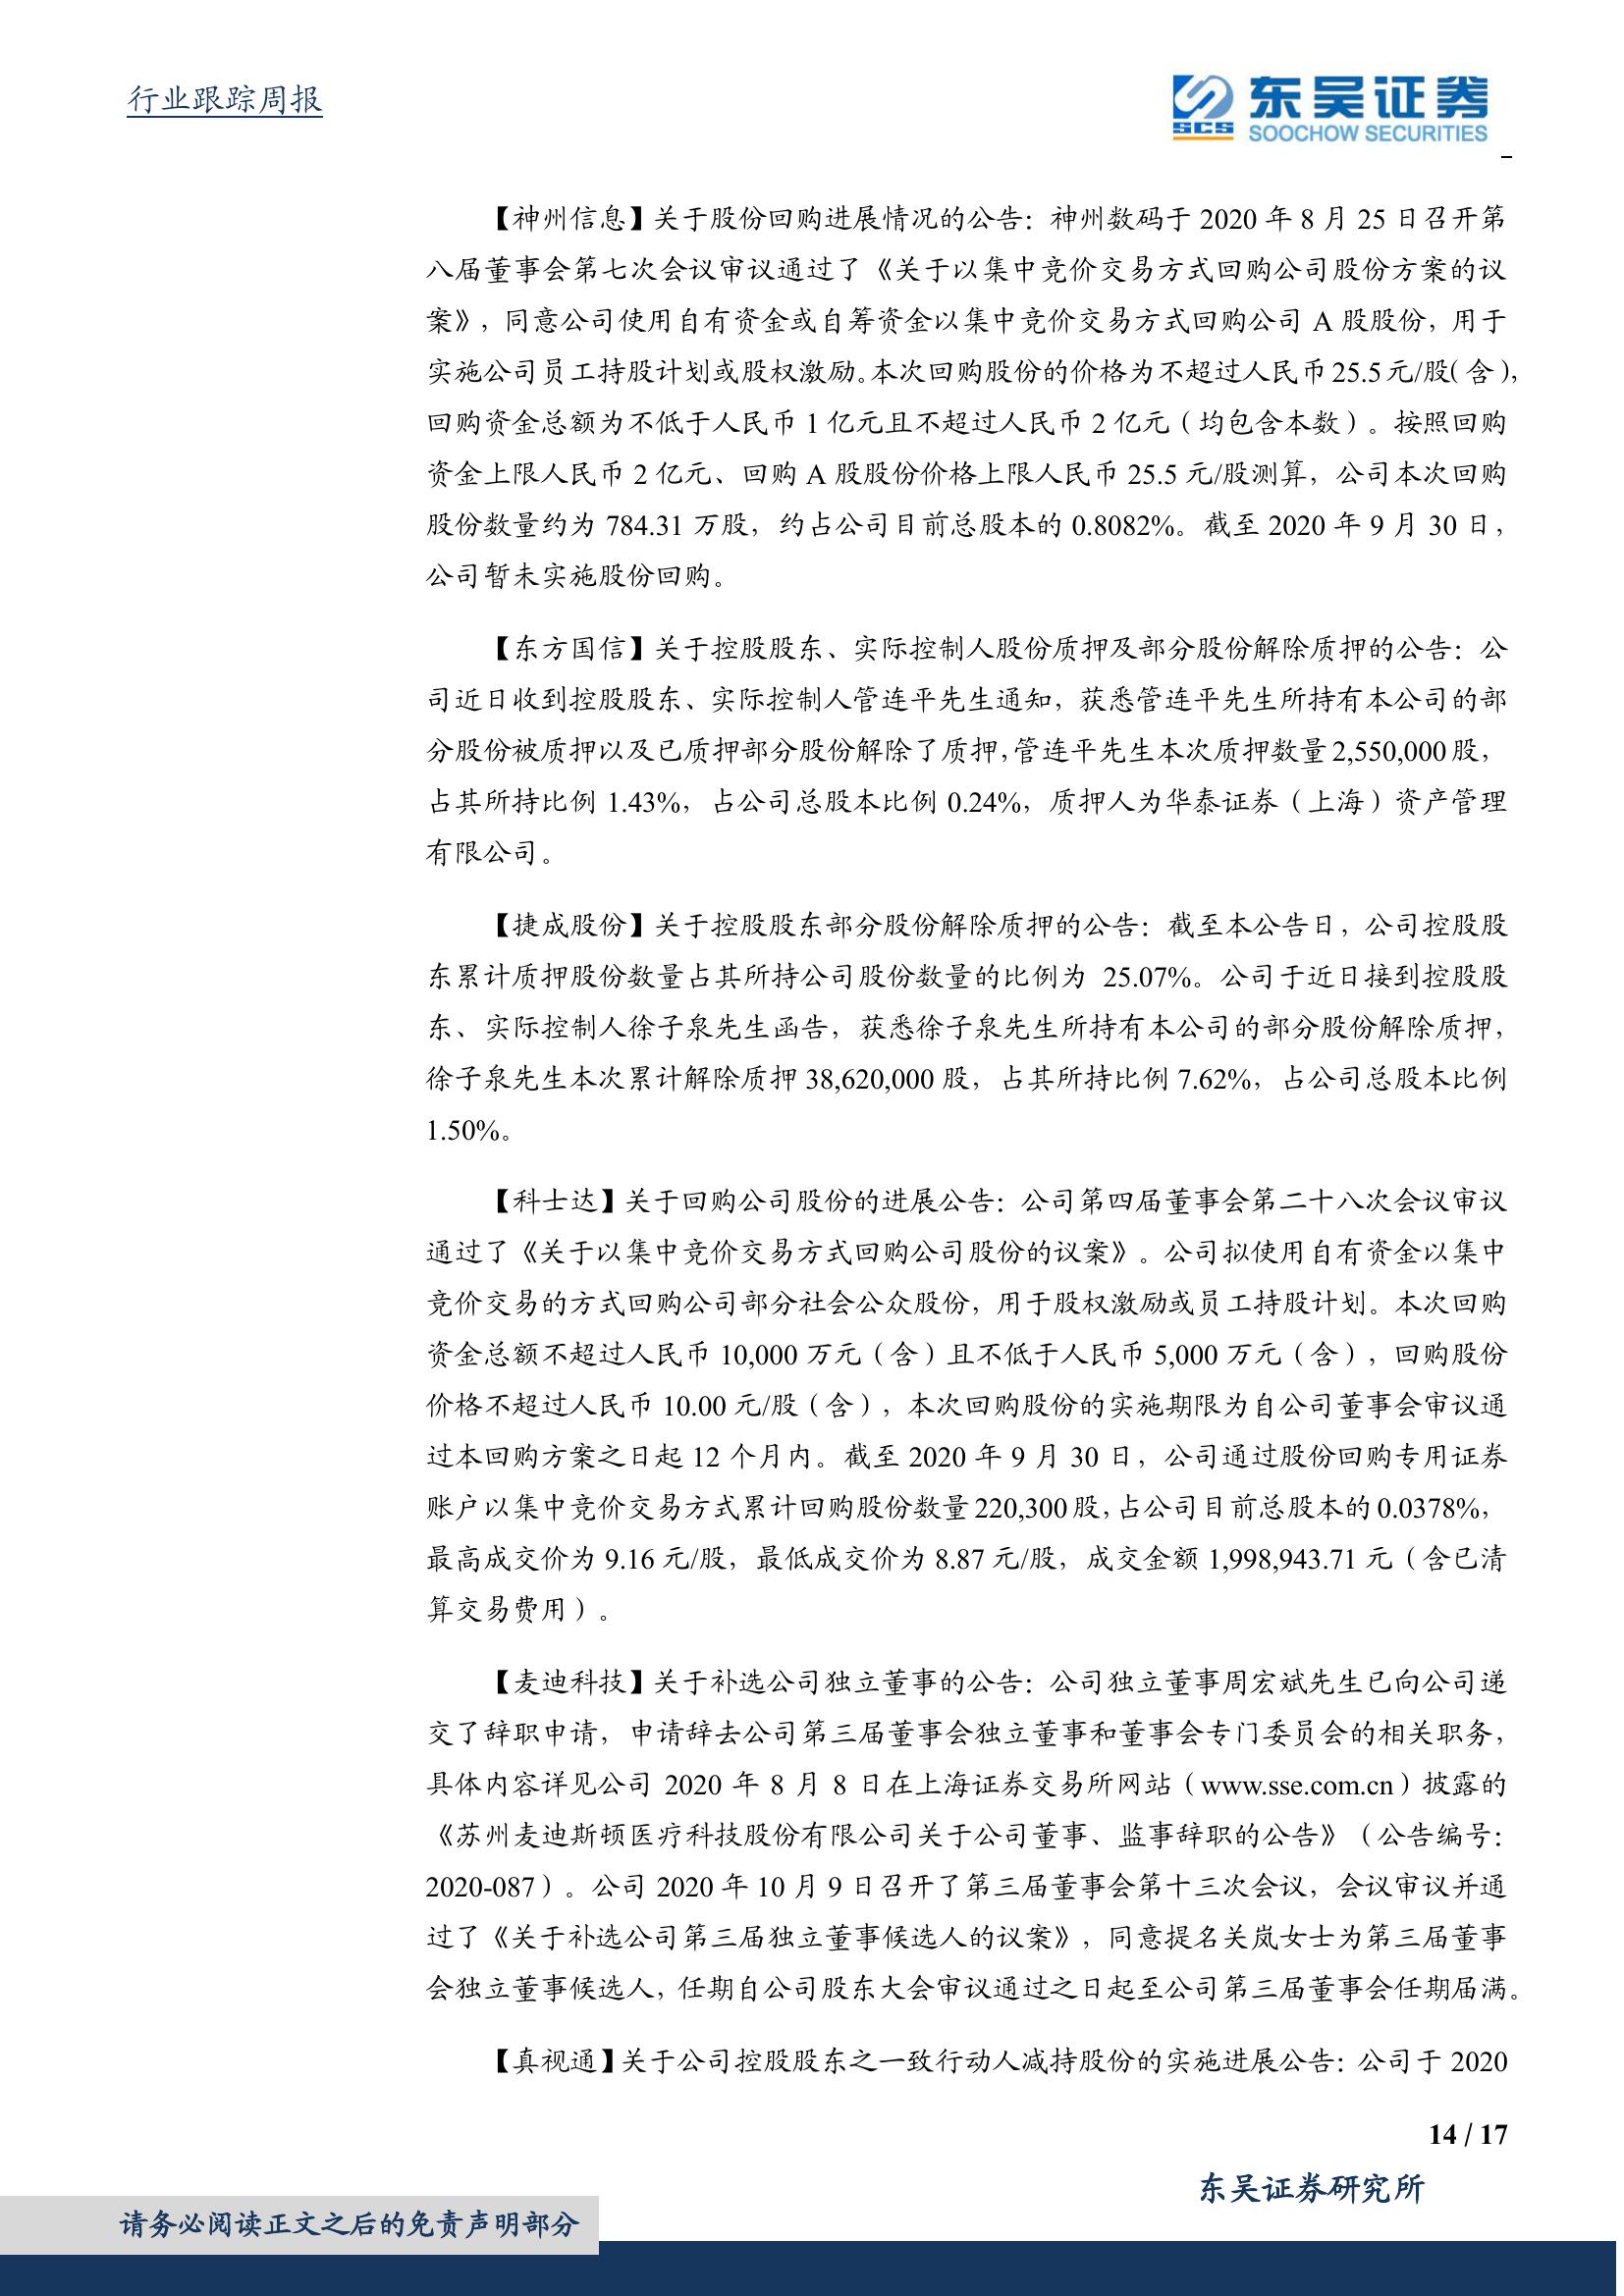 行业跟踪周报
SCS
东吴证券
SOOCHOW SECURITIES
【神州信息】关于股份回购进展情况的公告：神州数码于 2020 年 8 月 25 日召开第
八届董事会第七次会议审议通过了《关于以集中竞价交易方式回购公司股份方案的议
案》，同意公司使用自有资金或自筹资金以集中竞价交易方式回购公司 A 股股份，用于
实施公司员工持股计划或股权激励。本次回购股份的价格为不超过人民币 25.5 元/股（含），
回购资金总额为不低于人民币 1 亿元且不超过人民币 2 亿元（均包含本数）。按照回购
资金上限人民币 2 亿元、回购 A 股股份价格上限人民币 25.5 元/股测算，公司本次回购
股份数量约为 784.31 万股，约占公司目前总股本的 0.8082%。截至 2020 年 9 月 30 日，
公司暂未实施股份回购。
【东方国信】关于控股股东、实际控制人股份质押及部分股份解除质押的公告：公
司近日收到控股股东、实际控制人管连平先生通知，获悉管连平先生所持有本公司的部
分股份被质押以及已质押部分股份解除了质押，管连平先生本次质押数量 2,550,000 股，
占其所持比例 1.43%，占公司总股本比例 0.24%，质押人为华泰证券（上海）资产管理
有限公司。
【捷成股份】关于控股股东部分股份解除质押的公告：截至本公告日，公司控股股
东累计质押股份数量占其所持公司股份数量的比例为 25.07%。公司于近日接到控股股
东、实际控制人徐子泉先生函告，获悉徐子泉先生所持有本公司的部分股份解除质押，
徐子泉先生本次累计解除质押 38,620,000 股，占其所持比例 7.62%，占公司总股本比例
1.50%。
【科士达】关于回购公司股份的进展公告：公司第四届董事会第二十八次会议审议
通过了《关于以集中竞价交易方式回购公司股份的议案》。公司拟使用自有资金以集中
竞价交易的方式回购公司部分社会公众股份，用于股权激励或员工持股计划。本次回购
资金总额不超过人民币 10,000 万元（含）且不低于人民币 5,000 万元（含），回购股份
价格不超过人民币 10.00 元/股（含），本次回购股份的实施期限为自公司董事会审议通
过本回购方案之日起 12 个月内。截至 2020 年 9 月 30 日，公司通过股份回购专用证券
账户以集中竞价交易方式累计回购股份数量 220,300 股，占公司目前总股本的 0.0378%，
最高成交价为 9.16 元/股，最低成交价为 8.87 元/股，成交金额 1,998,943.71 元（含已清
算交易费用）。
【麦迪科技】关于补选公司独立董事的公告：公司独立董事周宏斌先生已向公司递
交了辞职申请，申请辞去公司第三届董事会独立董事和董事会专门委员会的相关职务，
具体内容详见公司 2020 年 8 月 8 日在上海证券交易所网站（www.sse.com.cn）披露的
《苏州麦迪斯顿医疗科技股份有限公司关于公司董事、监事辞职的公告》（公告编号：
2020-087）。公司 2020 年 10 月 9 日召开了第三届董事会第十三次会议，会议审议并通
过了《关于补选公司第三届独立董事候选人的议案》，同意提名关岚女士为第三届董事
会独立董事候选人，任期自公司股东大会审议通过之日起至公司第三届董事会任期届满。
【真视通】关于公司控股股东之一致行动人减持股份的实施进展公告：公司于 2020
14 / 17
东吴证券研究所
请务必阅读正文之后的免责声明部分